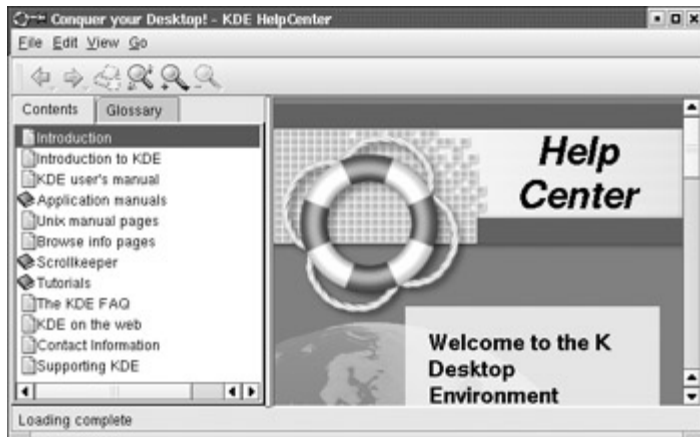 Conquer your Desktop! - KDE HelpCenter
File Edit View Go
Contents Glossary
Introduction
Introduction to KDE
KDE user's manual
Application manuals
Unix manual pages
Browse info pages
Scrollkeeper
Tutorials
The KDE FAQ
KDE on the web
Contact Information
Supporting KDE
Help
Center
Welcome to the K
Desktop
Environment
Loading complete